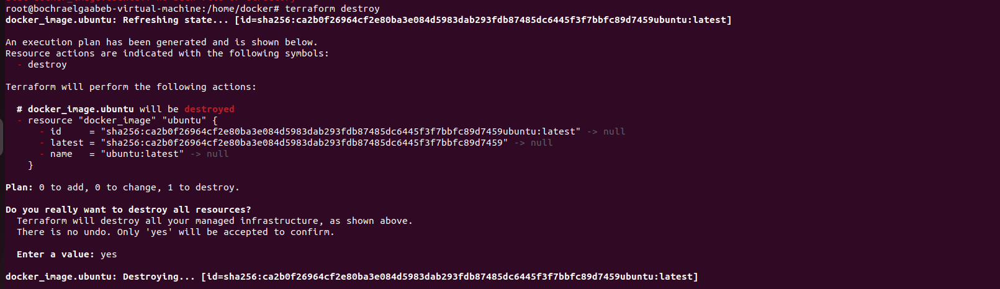 root@bochraelgaabeb-virtual-machine:/home/docker# terraform destroy
docker_image.ubuntu: Refreshing state... [id=sha256:ca2b0f26964cf2e80ba3e084d5983dab293fdb87485dc6445f3f7bbfc89d7459ubuntu:latest]
An execution plan has been generated and is shown below.
Resource actions are indicated with the following symbols:
- destroy
Terraform will perform the following actions:
# docker_image.ubuntu will be destroyed
- resource "docker_image" "ubuntu" {
- id     = "sha256:ca2b0f26964cf2e80ba3e084d5983dab293fdb87485dc6445f3f7bbfc89d7459ubuntu:latest" -> null
- latest = "sha256:ca2b0f26964cf2e80ba3e084d5983dab293fdb87485dc6445f3f7bbfc89d7459" -> null
- name   = "ubuntu:latest" -> null
}
Plan: 0 to add, 0 to change, 1 to destroy.
Do you really want to destroy all resources?
Terraform will destroy all your managed infrastructure, as shown above.
There is no undo. Only 'yes' will be accepted to confirm.
Enter a value: yes
docker_image.ubuntu: Destroying... [id=sha256:ca2b0f26964cf2e80ba3e084d5983dab293fdb87485dc6445f3f7bbfc89d7459ubuntu:latest]